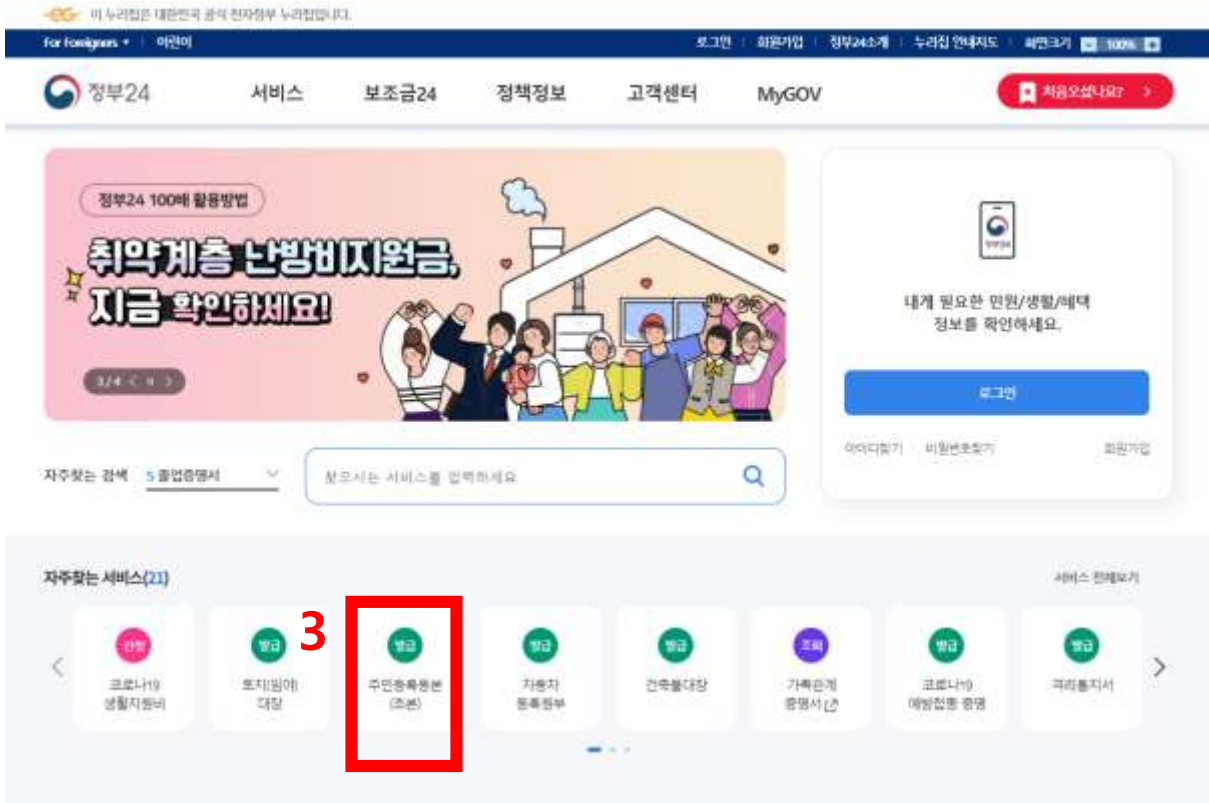 이 누리집은 대한민국 공식 전자정부 누리집입니다.
For Foreigners 어린이
로그인 회원가입 정부24소개 누리집 안내지도 화면크기 100%
정부24 서비스 보조금24 정책정보 고객센터 MyGOV 처음오셨나요?
정부24 100배 활용방법
취약계층 난방비지원금,
지금 확인하세요!
3/4
정부24
내게 필요한 민원/생활/혜택
정보를 확인하세요.
로그인
아이디찾기 비밀번호찾기 회원가입
자주찾는 검색 5 졸업증명서 찾으시는 서비스를 입력하세요
자주찾는 서비스(21) 서비스 전체보기
3
신청 발급 발급 발급 발급 조회 발급 발급
코로나19 토지(임야) 주민등록등본 자동차 건축물대장 가족관계 코로나19 격리통지서
생활지원비 대장 (초본) 등록원부 증명서 예방접종 증명